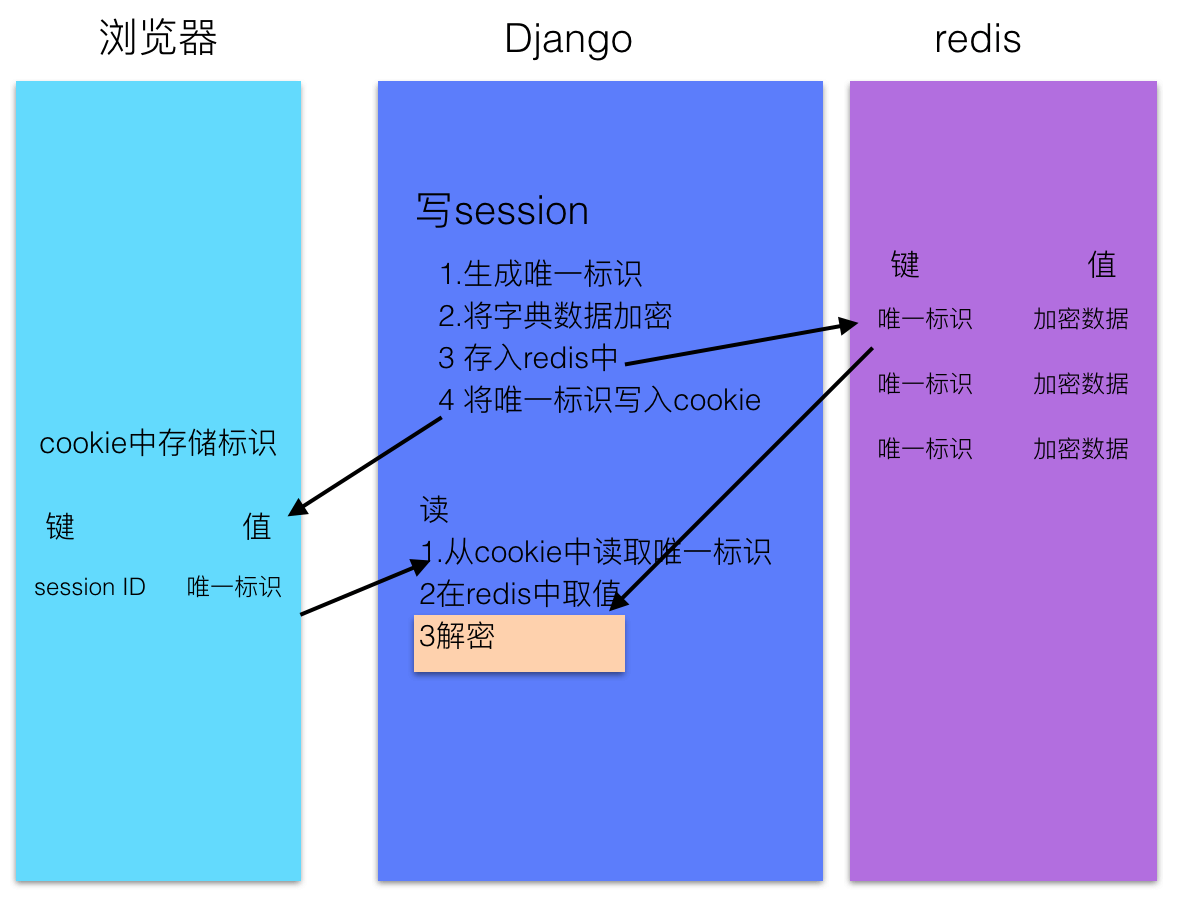 浏览器
Django
redis
写session
1.生成唯一标识
2.将字典数据加密
3 存入redis中
4 将唯一标识写入cookie
键 值
唯一标识 加密数据
唯一标识 加密数据
唯一标识 加密数据
cookie中存储标识
键 值
session ID 唯一标识
读
1.从cookie中读取唯一标识
2在redis中取值
3解密